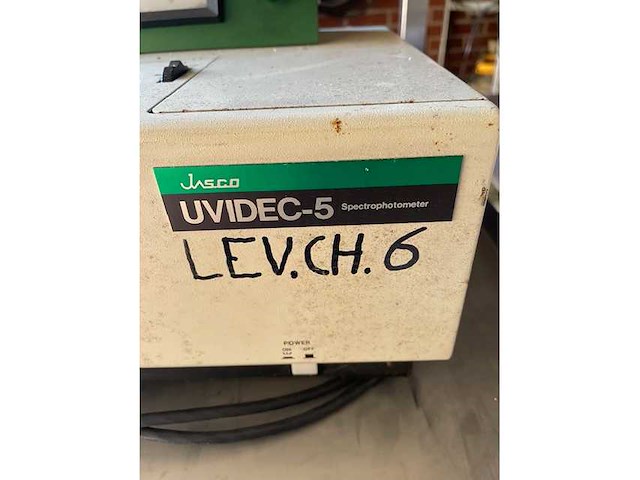 JASCO
UVIDEC-5 Spectrophotometer
LEV.CH.6
POWER